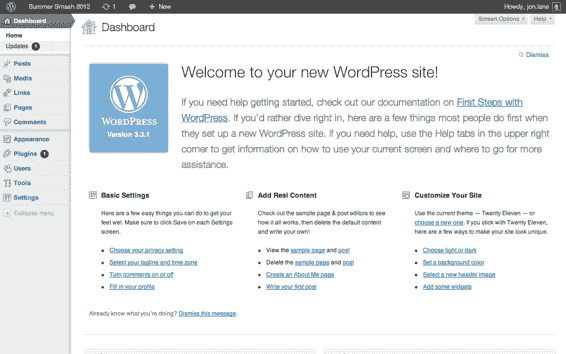 Summer Smash 2012 1 New Howdy, jon.lane
Screen Options Help
Dashboard
Home
Updates 1
Posts
Media
Links
Pages
Comments
Appearance
Plugins 1
Users
Tools
Settings
Collapse menu
Dashboard
Dismiss
WORDPRESS
Version 3.3.1
Welcome to your new WordPress site!
If you need help getting started, check out our documentation on First Steps with
WordPress. If you'd rather dive right in, here are a few things most people do first when
they set up a new WordPress site. If you need help, use the Help tabs in the upper right
corner to get information on how to use your current screen and where to go for more
assistance.
Basic Settings
Here are a few easy things you can do to get your
feet wet. Make sure to click Save on each Settings
screen.
Choose your privacy setting
Select your tagline and time zone
Turn comments on or off
Fill in your profile
Add Real Content
Check out the sample page & post editors to see
how it all works, then delete the default content
and write your own!
View the sample page and post
Delete the sample page and post
Create an About Me page
Write your first post
Customize Your Site
Use the current theme — Twenty Eleven — or
choose a new one. If you stick with Twenty Eleven,
here are a few ways to make your site look unique.
Choose light or dark
Set a background color
Select a new header image
Add some widgets
Already know what you're doing? Dismiss this message.